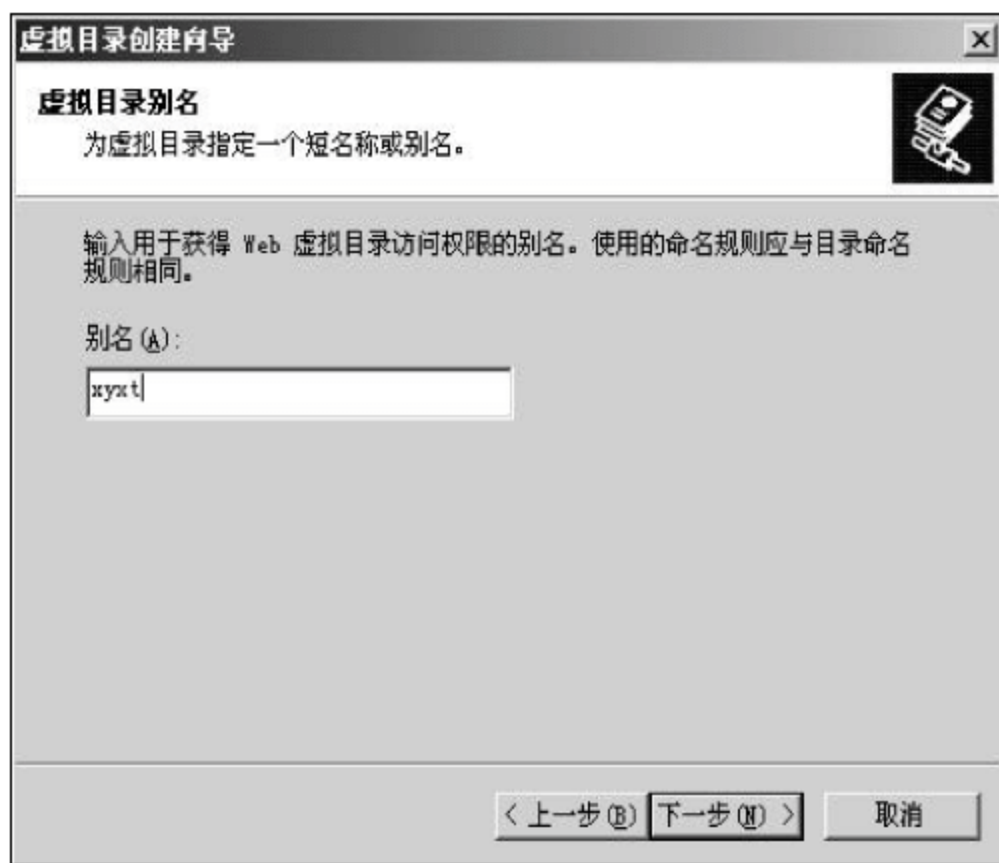 虚拟目录创建向导
虚拟目录别名
为虚拟目录指定一个短名称或别名。
输入用于获得 Web 虚拟目录访问权限的别名。使用的命名规则应与目录命名
规则相同。
别名(A):
xyxt
< 上一步(B) 下一步(N) > 取消